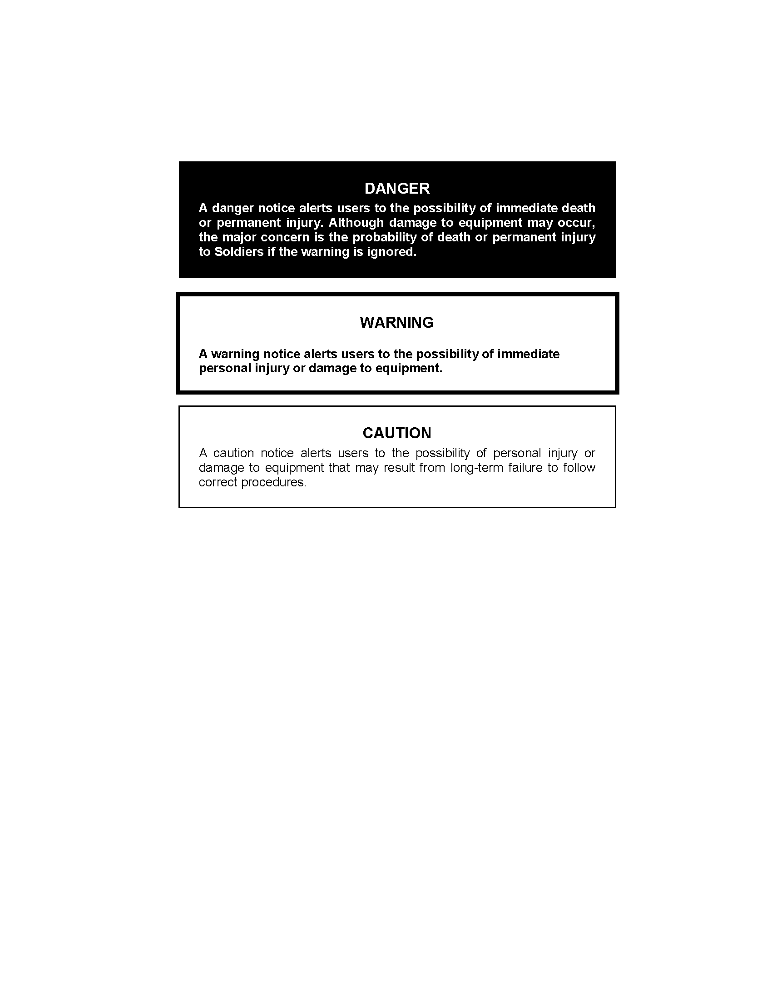 DANGER
A danger notice alerts users to the possibility of immediate death
or permanent injury. Although damage to equipment may occur,
the major concern is the probability of death or permanent injury
to Soldiers if the warning is ignored.
WARNING
A warning notice alerts users to the possibility of immediate
personal injury or damage to equipment.
CAUTION
A caution notice alerts users to the possibility of personal injury or
damage to equipment that may result from long-term failure to follow
correct procedures.